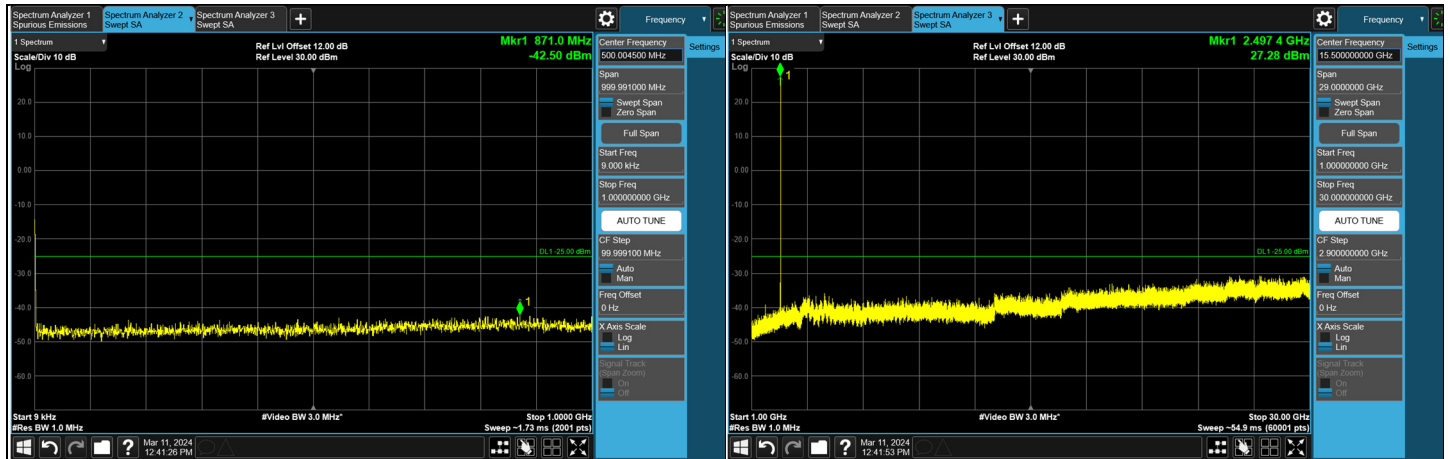 Spectrum Analyzer 1
Spurious Emissions
Spectrum Analyzer 2
Swept SA
Spectrum Analyzer 3
Swept SA
+
Frequency
1 Spectrum
Scale/Div 10 dB
Log
Ref Lvl Offset 12.00 dB
Ref Level 30.00 dBm
Mkr1 871.0 MHz
-42.50 dBm
20.0
10.0
0.00
-10.0
-20.0
-30.0
-40.0
-50.0
-60.0
DL1 -25.00 dBm
1
Start 9 kHz
#Res BW 1.0 MHz
#Video BW 3.0 MHz*
Stop 1.0000 GHz
Sweep ~1.73 ms (2001 pts)
Center Frequency
500.004500 MHz
Settings
Span
999.991000 MHz
Swept Span
Zero Span
Full Span
Start Freq
9.000 kHz
Stop Freq
1.000000000 GHz
AUTO TUNE
CF Step
99.999100 MHz
Auto
Man
Freq Offset
0 Hz
X Axis Scale
Log
Lin
Signal Track
(Span Zoom)
On
Off
?
Mar 11, 2024
12:41:26 PM
Spectrum Analyzer 1
Spurious Emissions
Spectrum Analyzer 2
Swept SA
Spectrum Analyzer 3
Swept SA
+
Frequency
1 Spectrum
Scale/Div 10 dB
Log
Ref Lvl Offset 12.00 dB
Ref Level 30.00 dBm
Mkr1 2.497 4 GHz
27.28 dBm
1
20.0
10.0
0.00
-10.0
-20.0
-30.0
-40.0
-50.0
-60.0
DL1 -25.00 dBm
Start 1.00 GHz
#Res BW 1.0 MHz
#Video BW 3.0 MHz*
Stop 30.00 GHz
Sweep ~54.9 ms (60001 pts)
Center Frequency
15.500000000 GHz
Settings
Span
29.0000000 GHz
Swept Span
Zero Span
Full Span
Start Freq
1.000000000 GHz
Stop Freq
30.000000000 GHz
AUTO TUNE
CF Step
2.900000000 GHz
Auto
Man
Freq Offset
0 Hz
X Axis Scale
Log
Lin
Signal Track
(Span Zoom)
On
Off
?
Mar 11, 2024
12:41:53 PM